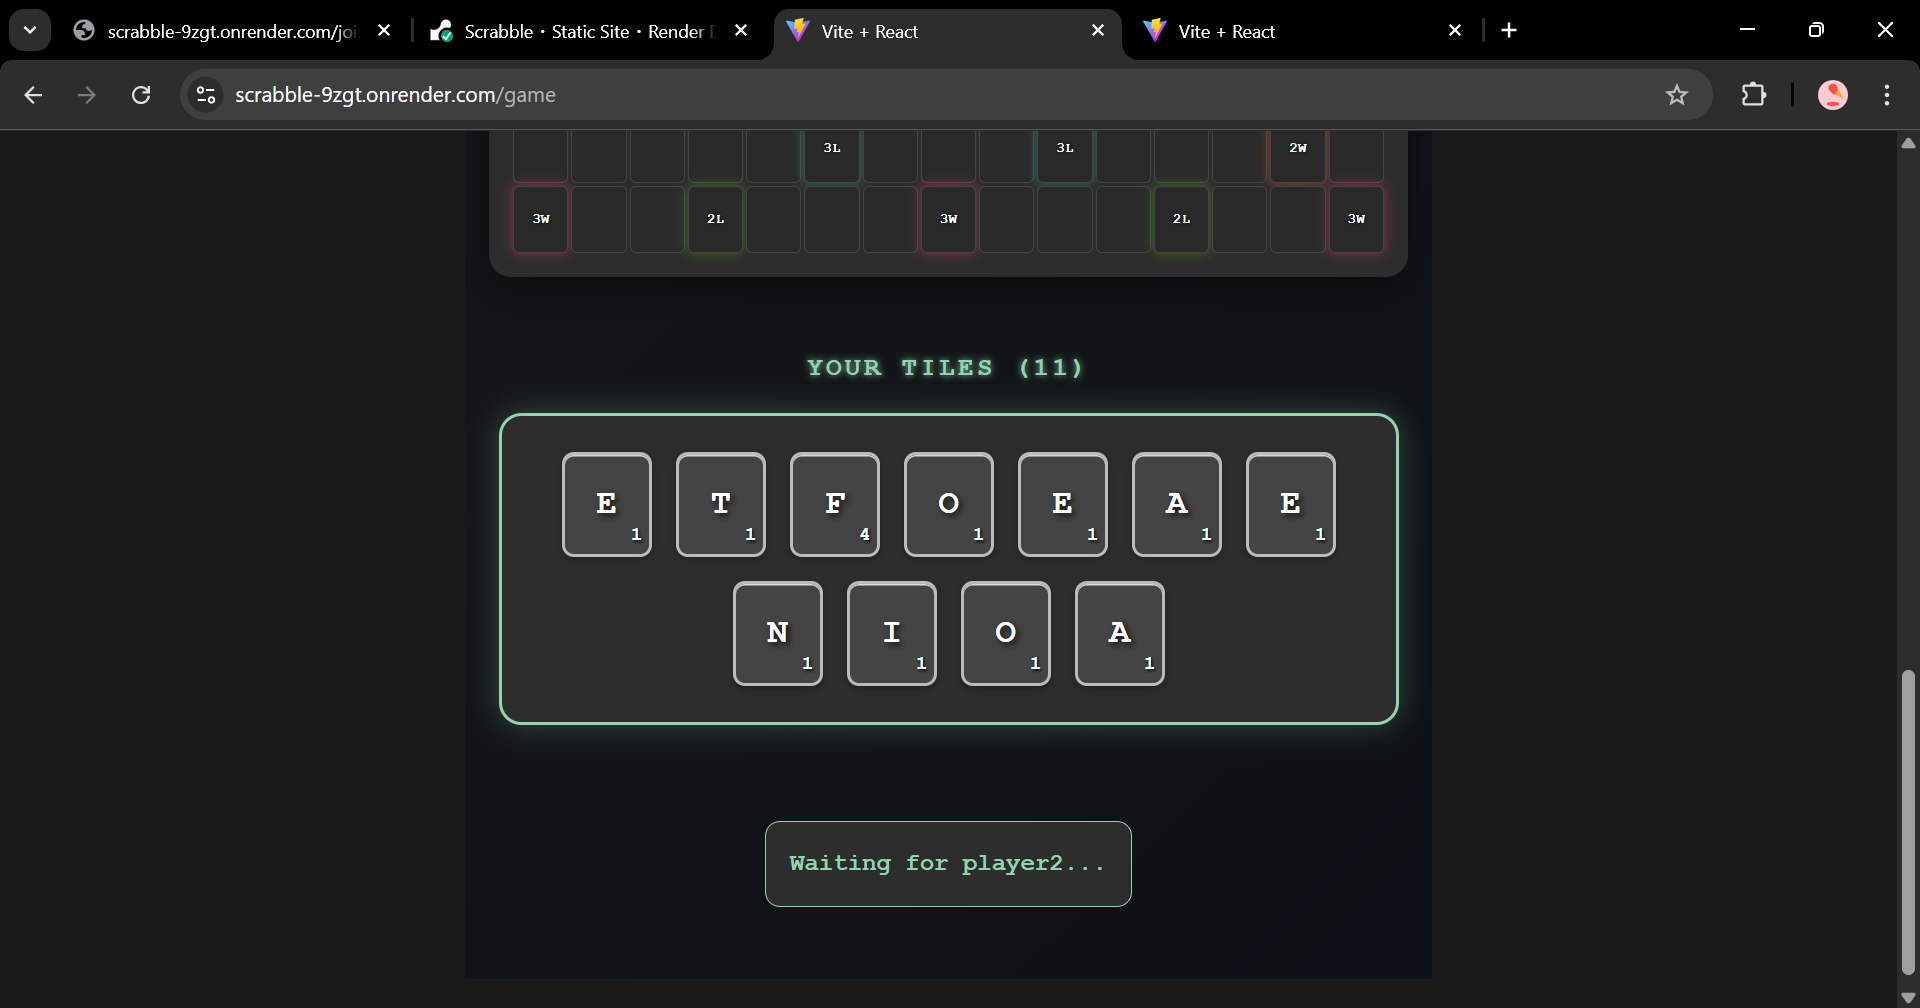 scrabble-9zgt.onrender.com/joi
Scrabble • Static Site • Render
Vite + React
Vite + React
scrabble-9zgt.onrender.com/game
3L 3L 2W
3W 2L 3W 2L 3W
YOUR TILES (11)
E T F O E A E
1 1 4 1 1 1 1
N I O A
1 1 1 1
Waiting for player2...